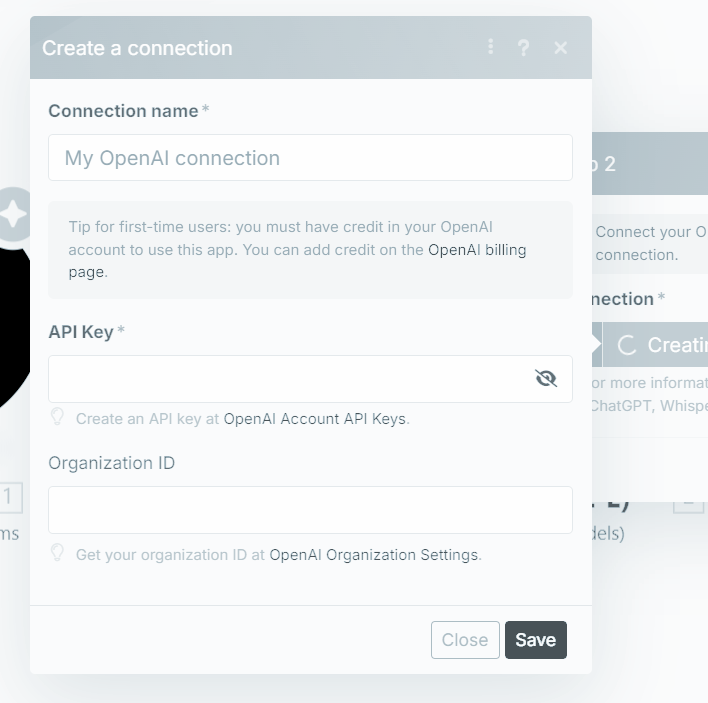 Create a connection
?
Connection name *
My OpenAI connection
Tip for first-time users: you must have credit in your OpenAI
account to use this app. You can add credit on the OpenAI billing
page.
API Key *
Create an API key at OpenAI Account API Keys.
Organization ID
Get your organization ID at OpenAI Organization Settings.
Close
Save
2
Connect your O
connection.
nection *
Creati
or more informat
ChatGPT, Whispe
dels)
1
ms